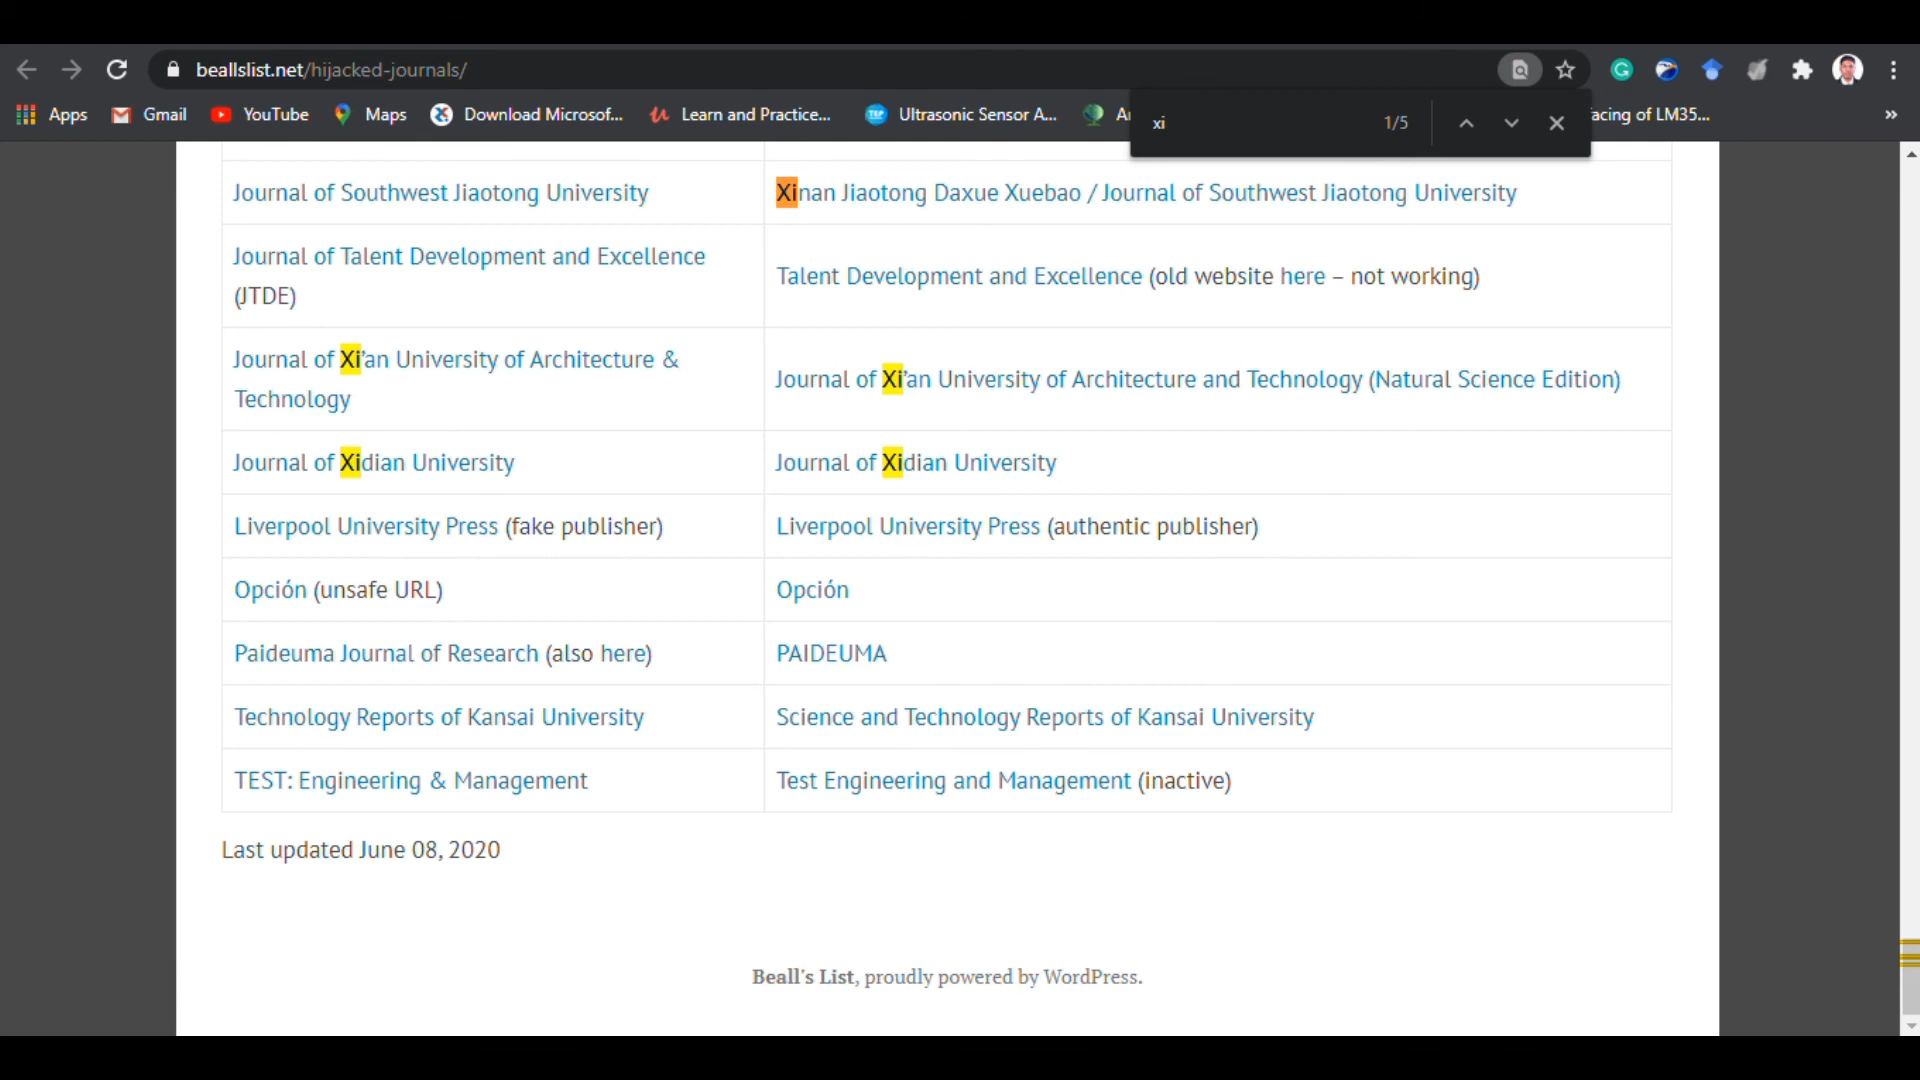 beallslist.net/hijacked-journals/
Apps Gmail YouTube Maps Download Microsof... Learn and Practice... Ultrasonic Sensor A... acing of LM35...
xi 1/5
Journal of Southwest Jiaotong University
Xinan Jiaotong Daxue Xuebao / Journal of Southwest Jiaotong University
Journal of Talent Development and Excellence
(JTDE)
Talent Development and Excellence (old website here – not working)
Journal of Xi’an University of Architecture &
Technology
Journal of Xi’an University of Architecture and Technology (Natural Science Edition)
Journal of Xidian University
Journal of Xidian University
Liverpool University Press (fake publisher)
Liverpool University Press (authentic publisher)
Opción (unsafe URL)
Opción
Paideuma Journal of Research (also here)
PAIDEUMA
Technology Reports of Kansai University
Science and Technology Reports of Kansai University
TEST: Engineering & Management
Test Engineering and Management (inactive)
Last updated June 08, 2020
Beall's List, proudly powered by WordPress.